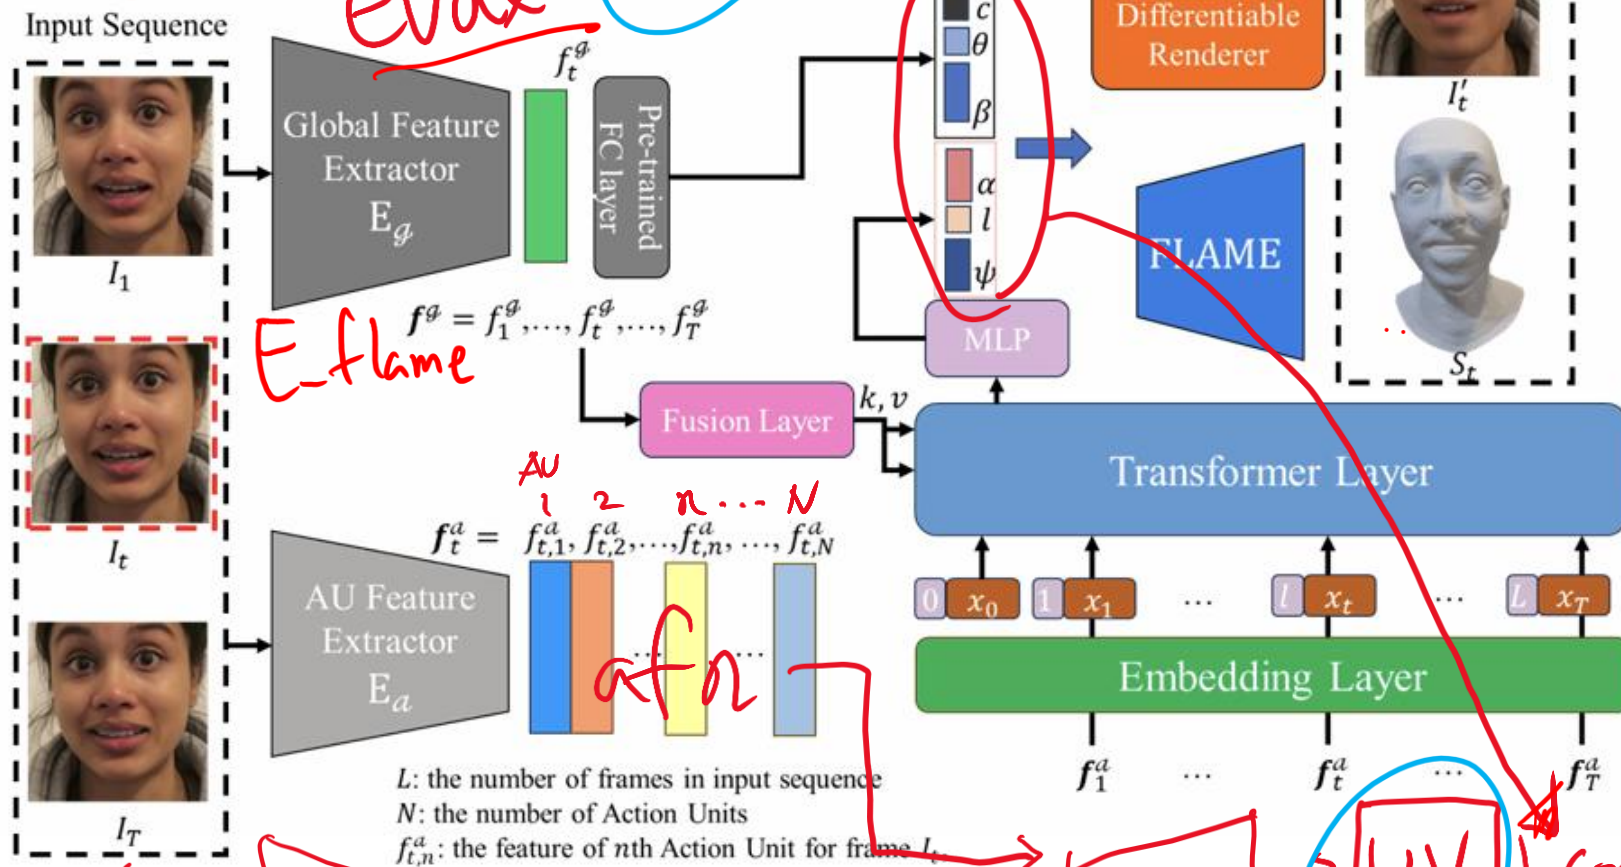 Input Sequence
I₁
I_t
I_T
Global Feature
Extractor
E_g
f_t^g
Pre-trained
FC layer
E_flame
f^g = f_1^g,…, f_t^g,…, f_T^g
Fusion Layer
k, v
AU
1 2 n … N
f_t^a = f_{t,1}^a, f_{t,2}^a,…,f_{t,n}^a, …, f_{t,N}^a
AU Feature
Extractor
E_a
… …
afn
L: the number of frames in input sequence
N: the number of Action Units
f_{t,n}^a: the feature of nth Action Unit for frame I_t
c
θ
β
α
l
ψ
MLP
Differentiable
Renderer
FLAME
I'_t
S_t
Transformer Layer
0 x₀ 1 x₁ … l x_t … L x_T
Embedding Layer
f_1^a … f_t^a … f_T^a